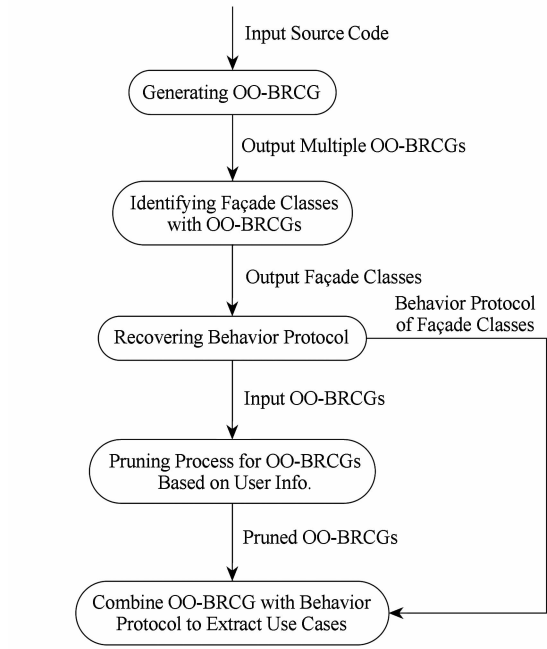 Input Source Code
Generating OO-BRCG
Output Multiple OO-BRCGs
Identifying Façade Classes
with OO-BRCGs
Output Façade Classes
Behavior Protocol
of Façade Classes
Recovering Behavior Protocol
Input OO-BRCGs
Pruning Process for OO-BRCGs
Based on User Info.
Pruned OO-BRCGs
Combine OO-BRCG with Behavior
Protocol to Extract Use Cases